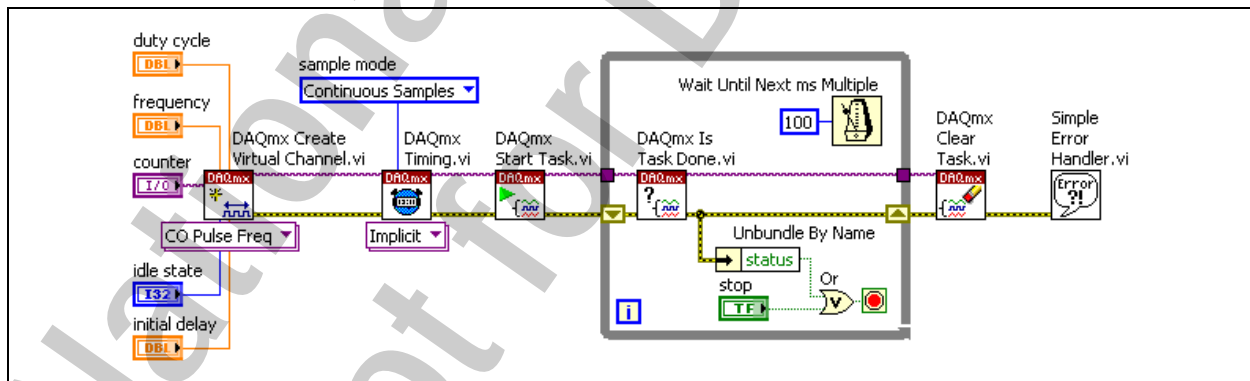 duty cycle
DBL
frequency
DBL
counter
I/O
idle state
I32
initial delay
DBL
DAQmx Create
Virtual Channel.vi
DAQmx
CO Pulse Freq
sample mode
Continuous Samples
DAQmx
Timing.vi
DAQmx
Implicit
DAQmx
Start Task.vi
DAQmx
Wait Until Next ms Multiple
100
DAQmx Is
Task Done.vi
DAQmx
?
Unbundle By Name
status
stop
TF
Or
V
i
DAQmx
Clear
Task.vi
DAQmx
Simple
Error
Handler.vi
Error
?!
National
not for D